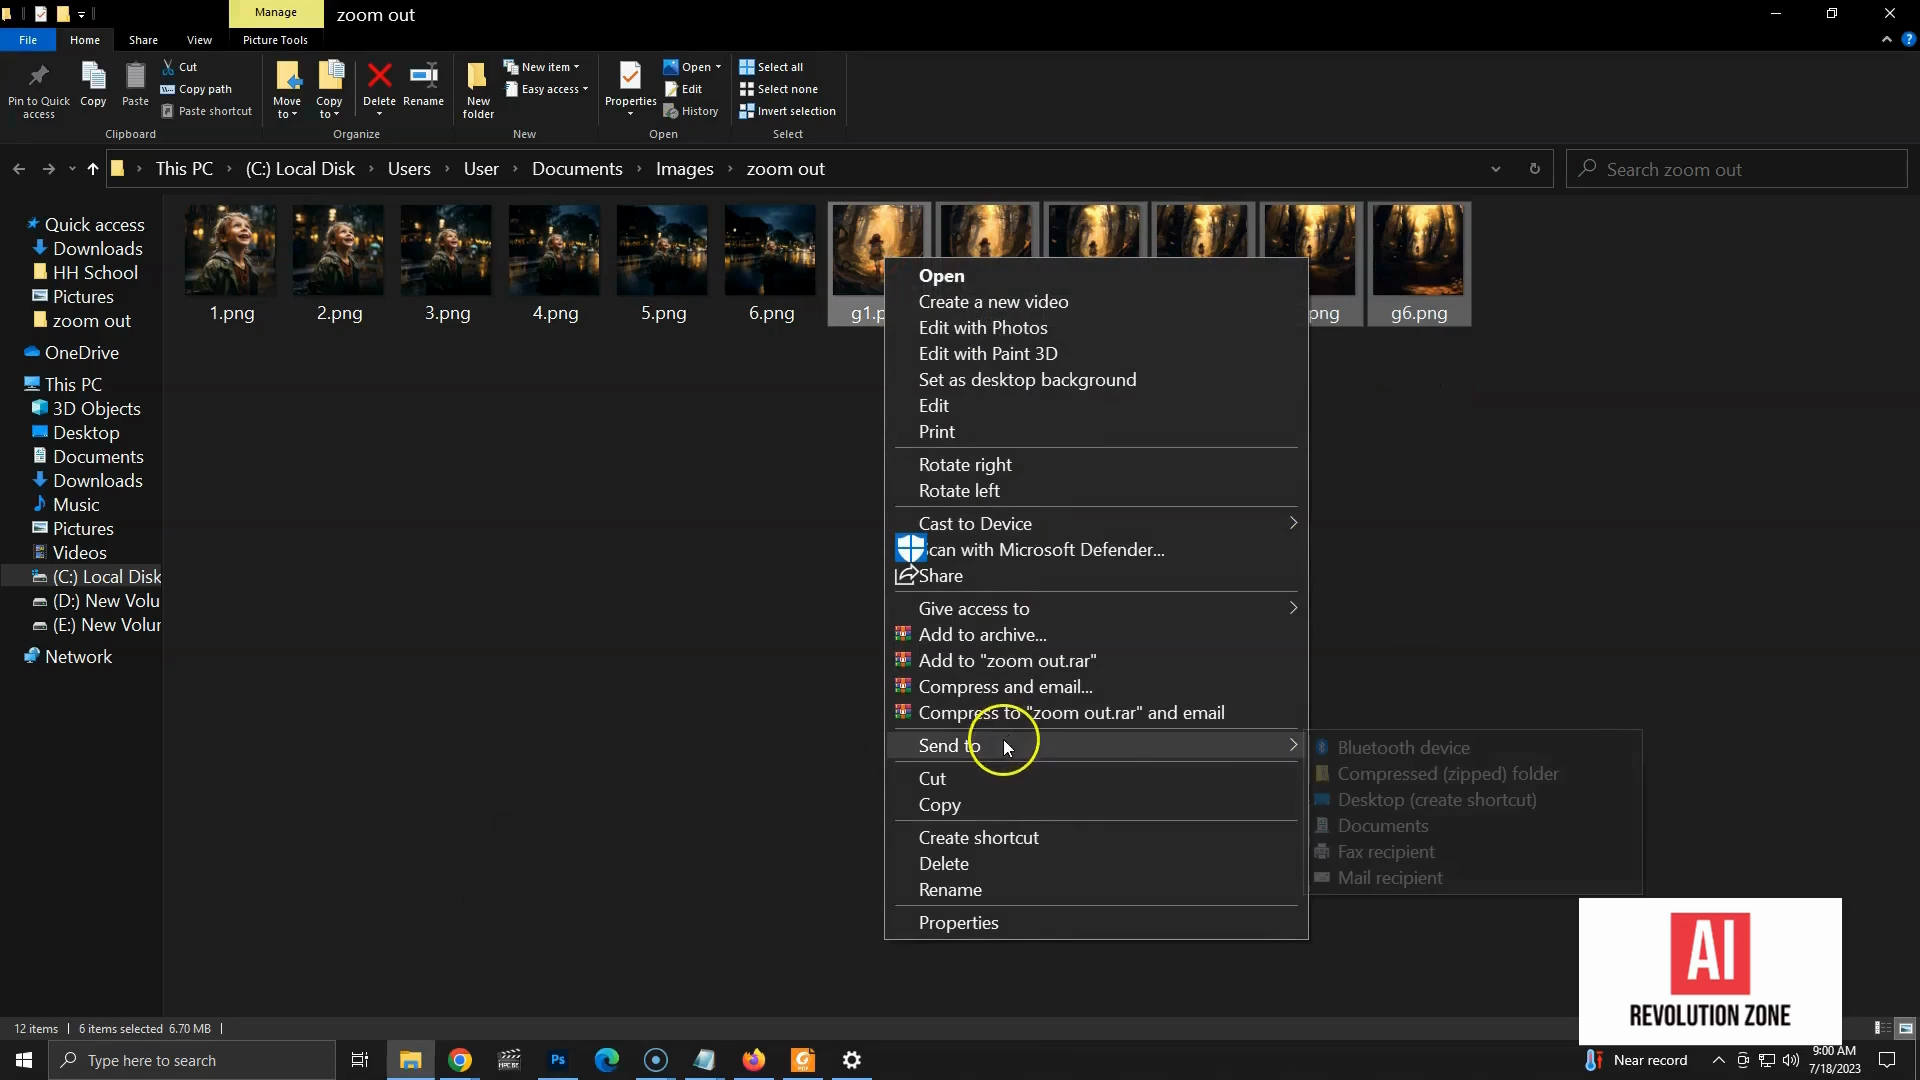 Manage
zoom out
File
Home
Share
View
Picture Tools
Pin to Quick access
Copy
Paste
Cut
Copy path
Paste shortcut
Clipboard
Move to
Copy to
Delete
Rename
Organize
New folder
New item
Easy access
New
Properties
Open
Edit
History
Open
Select all
Select none
Invert selection
Select
This PC
(C:) Local Disk
Users
User
Documents
Images
zoom out
Search zoom out
Quick access
Downloads
HH School
Pictures
zoom out
OneDrive
This PC
3D Objects
Desktop
Documents
Downloads
Music
Pictures
Videos
(C:) Local Disk
(D:) New Volu
(E:) New Volur
Network
1.png
2.png
3.png
4.png
5.png
6.png
g1.p
png
g6.png
Open
Create a new video
Edit with Photos
Edit with Paint 3D
Set as desktop background
Edit
Print
Rotate right
Rotate left
Cast to Device
can with Microsoft Defender...
Share
Give access to
Add to archive...
Add to "zoom out.rar"
Compress and email...
Compress to "zoom out.rar" and email
Send to
Cut
Copy
Create shortcut
Delete
Rename
Properties
Bluetooth device
Compressed (zipped) folder
Desktop (create shortcut)
Documents
Fax recipient
Mail recipient
AI
REVOLUTION ZONE
12 items
6 items selected 6.70 MB
Type here to search
Ps
Near record
9:00 AM
7/18/2023